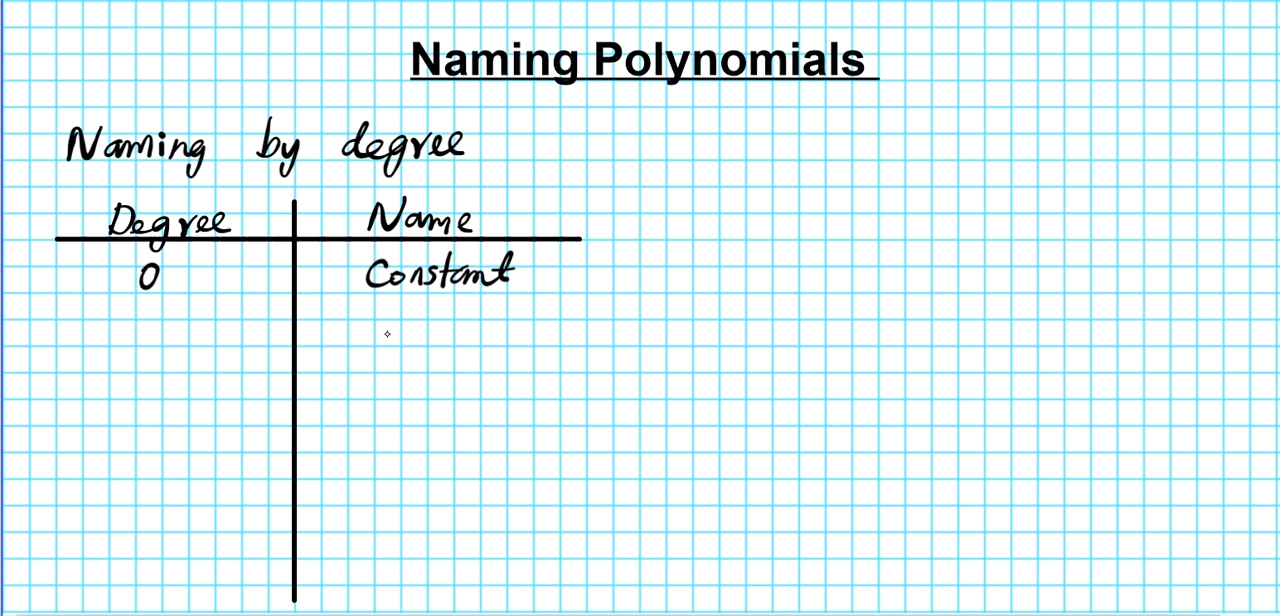 Naming Polynomials
Naming by degree
Degree Name
0 Constant